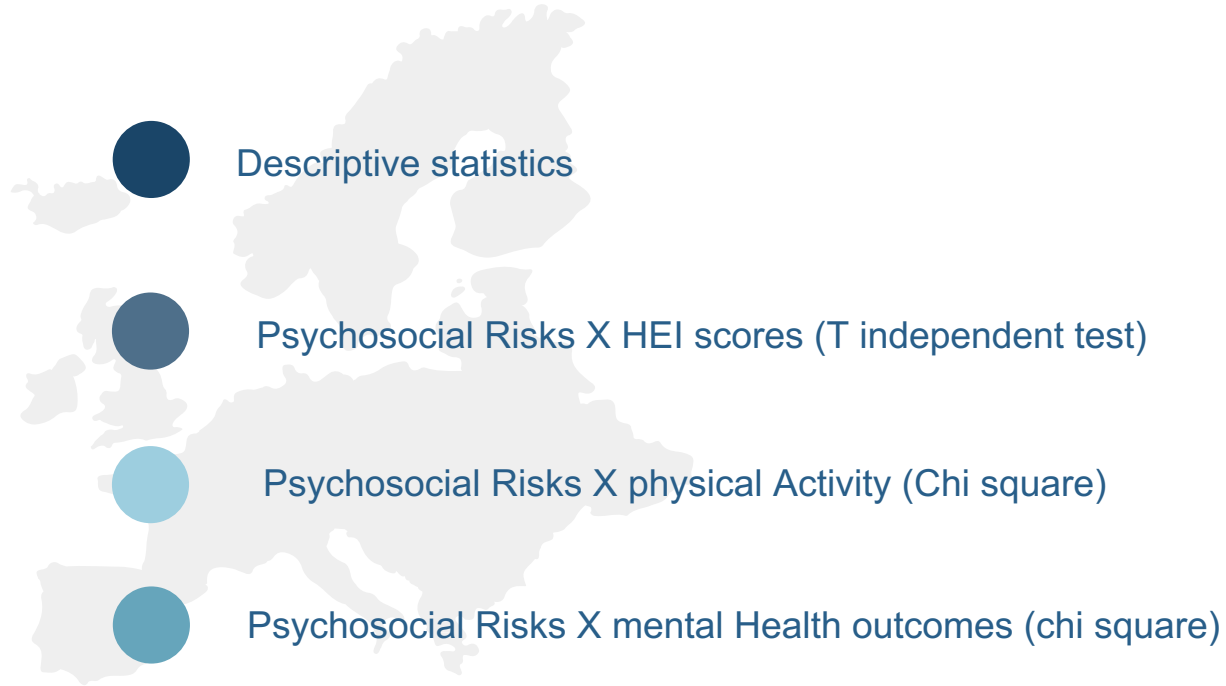 Descriptive statistics
Psychosocial Risks X HEI scores (T independent test)
Psychosocial Risks X physical Activity (Chi square)
Psychosocial Risks X mental Health outcomes (chi square)